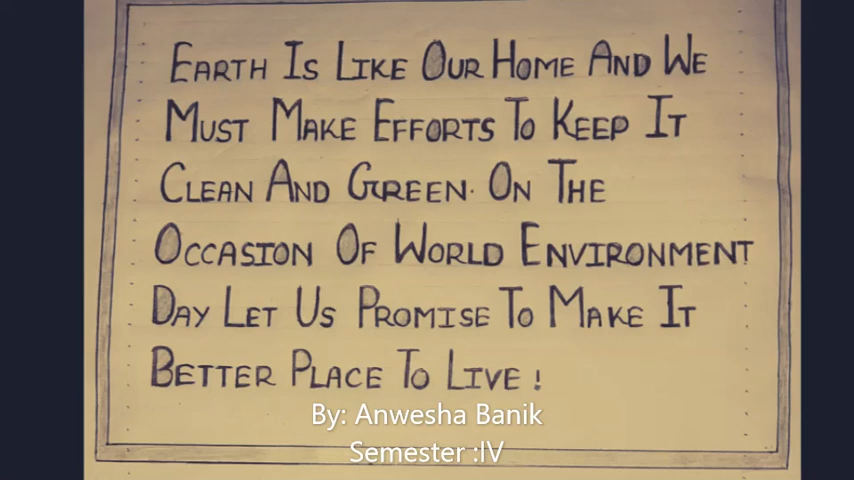 Earth Is Like Our Home And We
Must Make Efforts To Keep It
Clean And Green. On The
Occasion Of World Environment
Day Let Us Promise To Make It
Better Place To Live !
By: Anwesha Banik
Semester :IV